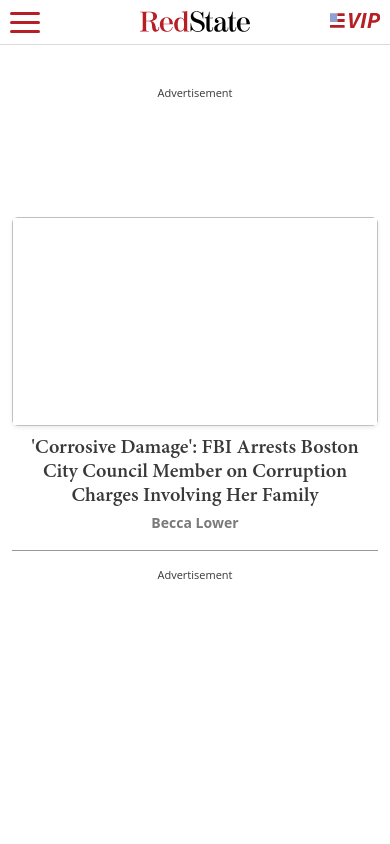 RedState
VIP
Advertisement
'Corrosive Damage': FBI Arrests Boston
City Council Member on Corruption
Charges Involving Her Family
Becca Lower
Advertisement